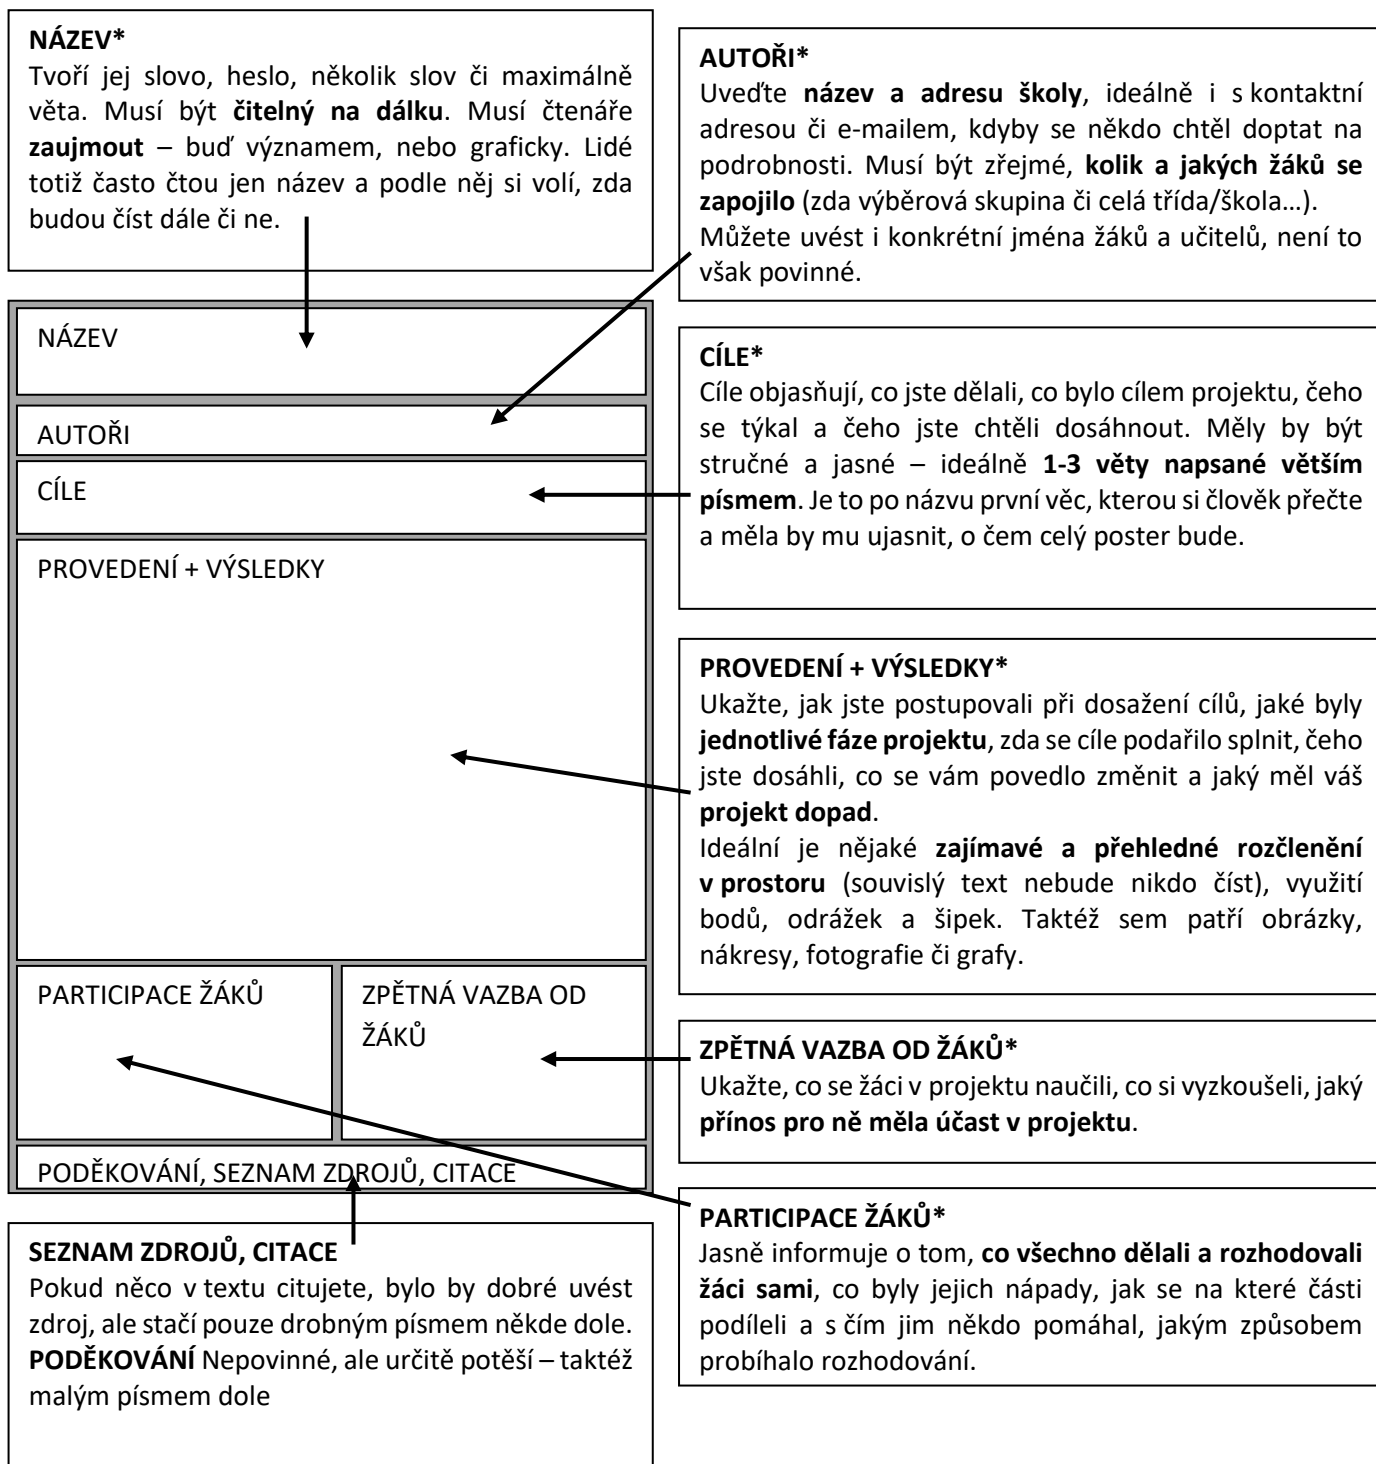 NÁZEV*
Tvoří jej slovo, heslo, několik slov či maximálně
věta. Musí být čitelný na dálku. Musí čtenáře
zaujmout – buď významem, nebo graficky. Lidé
totiž často čtou jen název a podle něj si volí, zda
budou číst dále či ne.
AUTOŘI*
Uveďte název a adresu školy, ideálně i s kontaktní
adresou či e-mailem, kdyby se někdo chtěl doptat na
podrobnosti. Musí být zřejmé, kolik a jakých žáků se
zapojilo (zda výběrová skupina či celá třída/škola…).
Můžete uvést i konkrétní jména žáků a učitelů, není to
však povinné.
NÁZEV
AUTOŘI
CÍLE
PROVEDENÍ + VÝSLEDKY
PARTICIPACE ŽÁKŮ
ZPĚTNÁ VAZBA OD
ŽÁKŮ
PODĚKOVÁNÍ, SEZNAM ZDROJŮ, CITACE
CÍLE*
Cíle objasňují, co jste dělali, co bylo cílem projektu, čeho
se týkal a čeho jste chtěli dosáhnout. Měly by být
stručné a jasné – ideálně 1-3 věty napsané větším
písmem. Je to po názvu první věc, kterou si člověk přečte
a měla by mu ujasnit, o čem celý poster bude.
PROVEDENÍ + VÝSLEDKY*
Ukažte, jak jste postupovali při dosažení cílů, jaké byly
jednotlivé fáze projektu, zda se cíle podařilo splnit, čeho
jste dosáhli, co se vám povedlo změnit a jaký měl váš
projekt dopad.
Ideální je nějaké zajímavé a přehledné rozčlenění
v prostoru (souvislý text nebude nikdo číst), využití
bodů, odrážek a šipek. Taktéž sem patří obrázky,
nákresy, fotografie či grafy.
ZPĚTNÁ VAZBA OD ŽÁKŮ*
Ukažte, co se žáci v projektu naučili, co si vyzkoušeli, jaký
přínos pro ně měla účast v projektu.
PARTICIPACE ŽÁKŮ*
Jasně informuje o tom, co všechno dělali a rozhodovali
žáci sami, co byly jejich nápady, jak se na které části
podíleli a s čím jim někdo pomáhal, jakým způsobem
probíhalo rozhodování.
SEZNAM ZDROJŮ, CITACE
Pokud něco v textu citujete, bylo by dobré uvést
zdroj, ale stačí pouze drobným písmem někde dole.
PODĚKOVÁNÍ Nepovinné, ale určitě potěší – taktéž
malým písmem dole